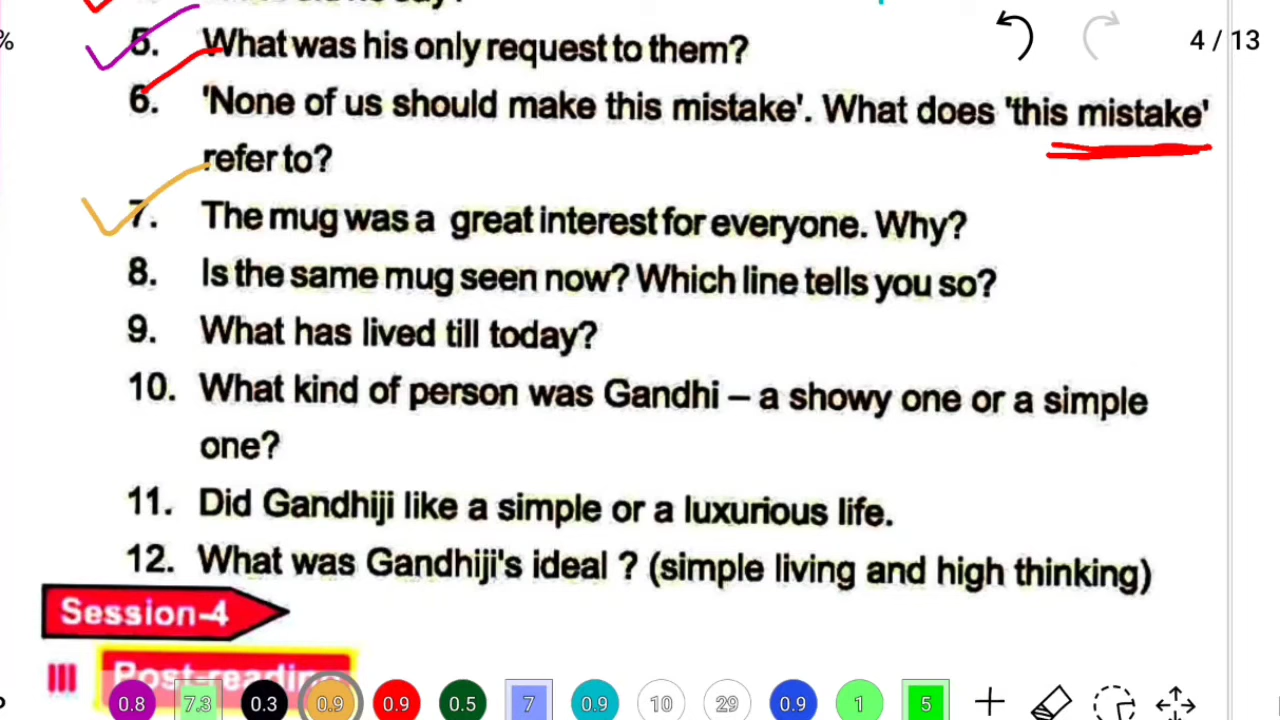 5. What was his only request to them?
4 / 13
6. 'None of us should make this mistake'. What does 'this mistake'
refer to?
7. The mug was a great interest for everyone. Why?
8. Is the same mug seen now? Which line tells you so?
9. What has lived till today?
10. What kind of person was Gandhi – a showy one or a simple
one?
11. Did Gandhiji like a simple or a luxurious life.
12. What was Gandhiji's ideal ? (simple living and high thinking)
Session-4
III Post-reading
0.8 7.3 0.3 0.9 0.9 0.5 7 0.9 10 29 0.9 1 5